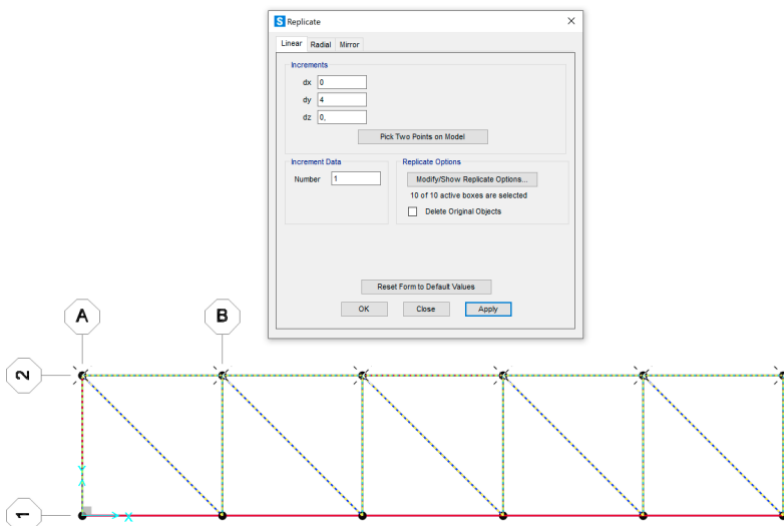 S Replicate
Linear Radial Mirror
Increments
dx 0
dy 4
dz 0,
Pick Two Points on Model
Increment Data
Replicate Options
Number 1
Modify/Show Replicate Options...
10 of 10 active boxes are selected
Delete Original Objects
Reset Form to Default Values
OK Close Apply
A B
2
1
X